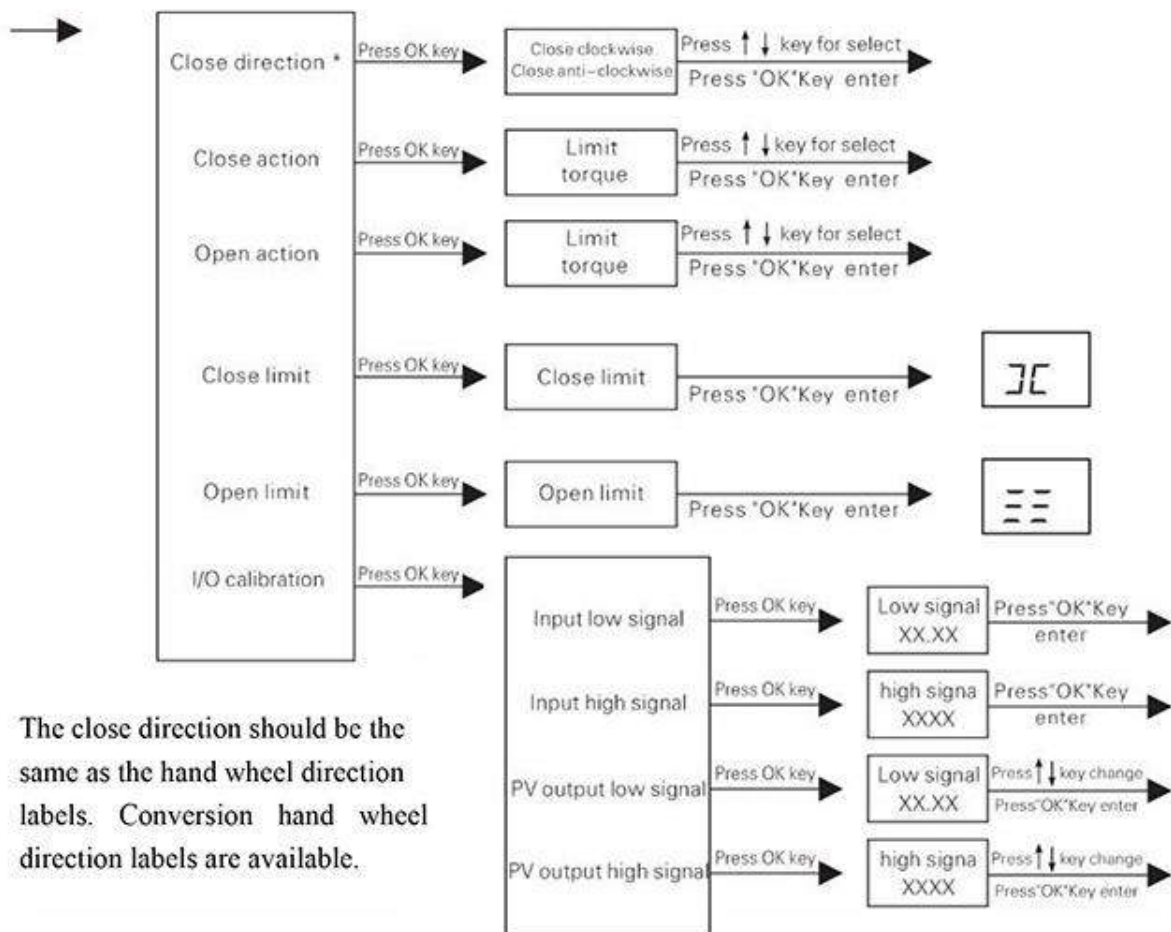 Close direction *
Press OK key
Close clockwise
Close anti-clockwise
Press ↑ ↓ key for select
Press "OK"Key enter
Close action
Press OK key
Limit
torque
Press ↑ ↓ key for select
Press "OK"Key enter
Open action
Press OK key
Limit
torque
Press ↑ ↓ key for select
Press "OK"Key enter
Close limit
Press OK key
Close limit
Press "OK"Key enter
Open limit
Press OK key
Open limit
Press "OK"Key enter
I/O calibration
Press OK key
Input low signal
Press OK key
Low signal
XX.XX
Press"OK"Key
enter
Input high signal
Press OK key
high signa
XXXX
Press"OK"Key
enter
PV output low signal
Press OK key
Low signal
XX.XX
Press ↑ ↓ key change
Press"OK"Key enter
PV output high signal
Press OK key
high signa
XXXX
Press ↑ ↓ key change
Press"OK"Key enter
The close direction should be the
same as the hand wheel direction
labels. Conversion hand wheel
direction labels are available.